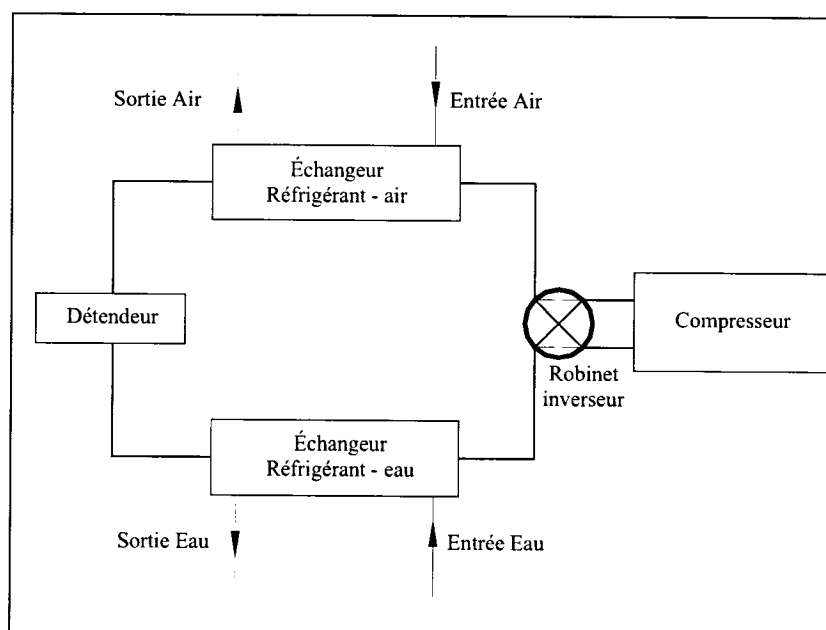 Sortie Air
Entrée Air
Échangeur
Réfrigérant - air
Détendeur
Compresseur
Robinet
inverseur
Échangeur
Réfrigérant - eau
Sortie Eau
Entrée Eau